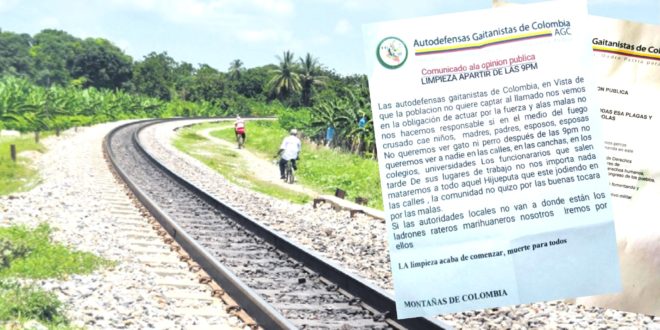 Autodefensas Gaitanistas de Colombia
AGC
Comunicado ala opinion publica
LIMPIEZA APARTIR DE LAS 9PM
Las autodefensas gaitanistas de Colombia, en Vista de
que la poblacion no quiere captar al llamado nos vemos
en la obligacion de actuar por la fuerza y alas malas no
nos hacemos responsable si en el medio del fuego
crusado cae niños, madres, padres, esposos, esposas
No queremos ver gato ni perro después de las 9pm no
queremos ver a nadie en las calles, en las canchas, en los
colegios, universidades Los funcionarios que salen
tarde De sus lugares de trabajo no nos importa nada
mataremos a todo aquel Hijueputa que este jodiendo en
las calles , la comunidad no quizo por las buenas tocara
por las malas.
Si las autoridades locales no van a donde están los
ladrones rateros marihuaneros nosotros Iremos por
ellos
LA limpieza acaba de comenzar, muerte para todos
MONTAÑAS DE COLOMBIA
Gaitanistas de Colom
PUBLICA
GAS ESA PLAGAS Y
OLAS